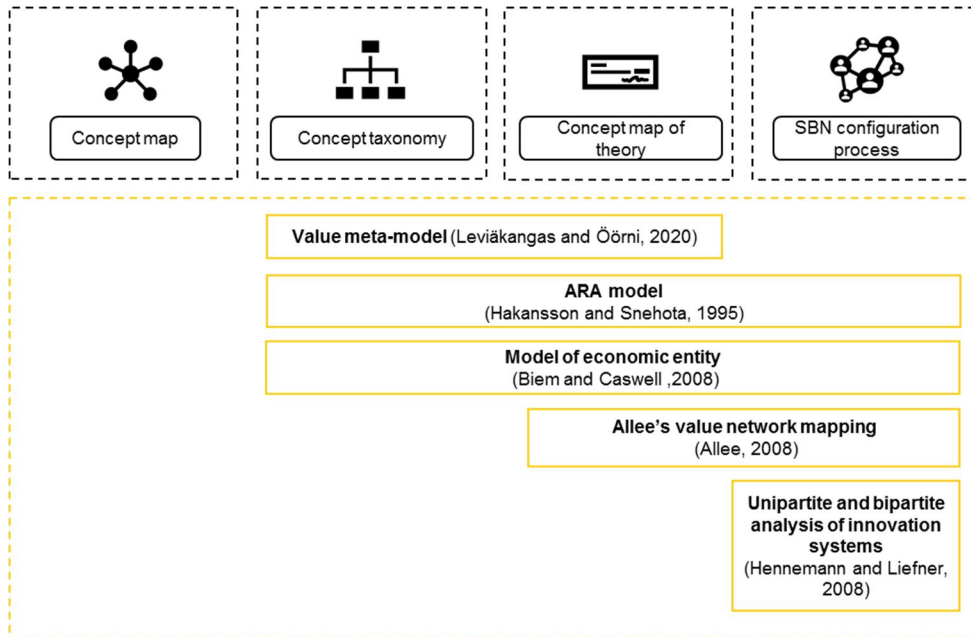 Concept map
Concept taxonomy
Concept map of
theory
SBN configuration
process
Value meta-model (Leviäkangas and Öörni, 2020)
ARA model
(Hakansson and Snehota, 1995)
Model of economic entity
(Biem and Caswell ,2008)
Allee's value network mapping
(Allee, 2008)
Unipartite and bipartite
analysis of innovation
systems
(Hennemann and Liefner,
2008)